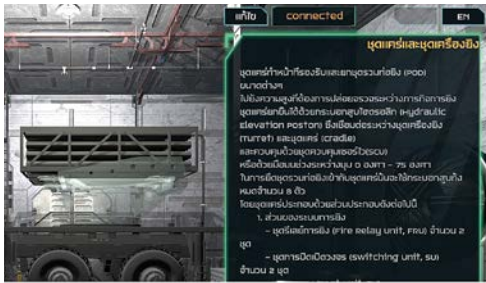 แก้ไข
connected
EN
ชุดแคร่และชุดเครื่องยิง
ชุดแคร่ทำหน้าที่รองรับและยกชุดรวมท่อยิง (POD)
ขนาดต่างๆ
ไปยังความสูงที่ต้องการปล่อยจรวดระหว่างภารกิจการยิง
ชุดแคร่ยกขึ้นได้ด้วยกระบอกสูบไฮดรอลิก (Hydraulic
Elevation Poston) ซึ่งเชื่อมต่อระหว่างชุดเครื่องยิง
(Turret) และชุดแคร่ (Cradle)
และควบคุมด้วยชุดควบคุมเซอร์โว(SCU)
หรือด้วยมือบนช่วงระหว่างมุม 0 องศา - 75 องศา
ในการยึดชุดรวมท่อยิงเข้ากับชุดแคร่นั้นจะใช้กระบอกสูบทั้ง
หมดจำนวน 8 ตัว
โดยชุดแคร่ประกอบด้วยส่วนประกอบดังต่อไปนี้
1. ส่วนของระบบการยิง
- ชุดรีเลย์การยิง (Fire Relay Unit, FRU) จำนวน 2
ชุด
- ชุดการปิดเปิดวงจร (Switching Unit, SU)
จำนวน 2 ชุด